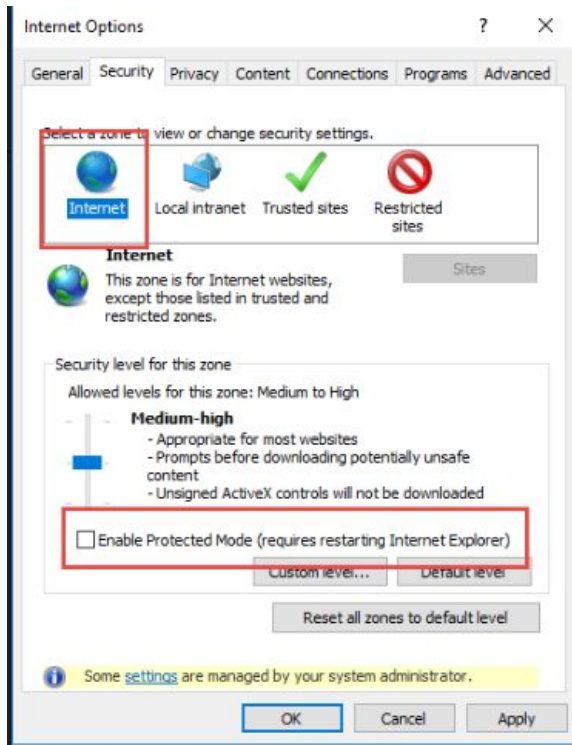 Internet Options ? ×
General Security Privacy Content Connections Programs Advanced
Select a zone to view or change security settings.
Internet Local intranet Trusted sites Restricted
sites
Internet
Sites
This zone is for Internet websites,
except those listed in trusted and
restricted zones.
Security level for this zone
Allowed levels for this zone: Medium to High
Medium-high
- Appropriate for most websites
- Prompts before downloading potentially unsafe
content
- Unsigned ActiveX controls will not be downloaded
Enable Protected Mode (requires restarting Internet Explorer)
Custom level... Default level
Reset all zones to default level
Some settings are managed by your system administrator.
OK Cancel Apply